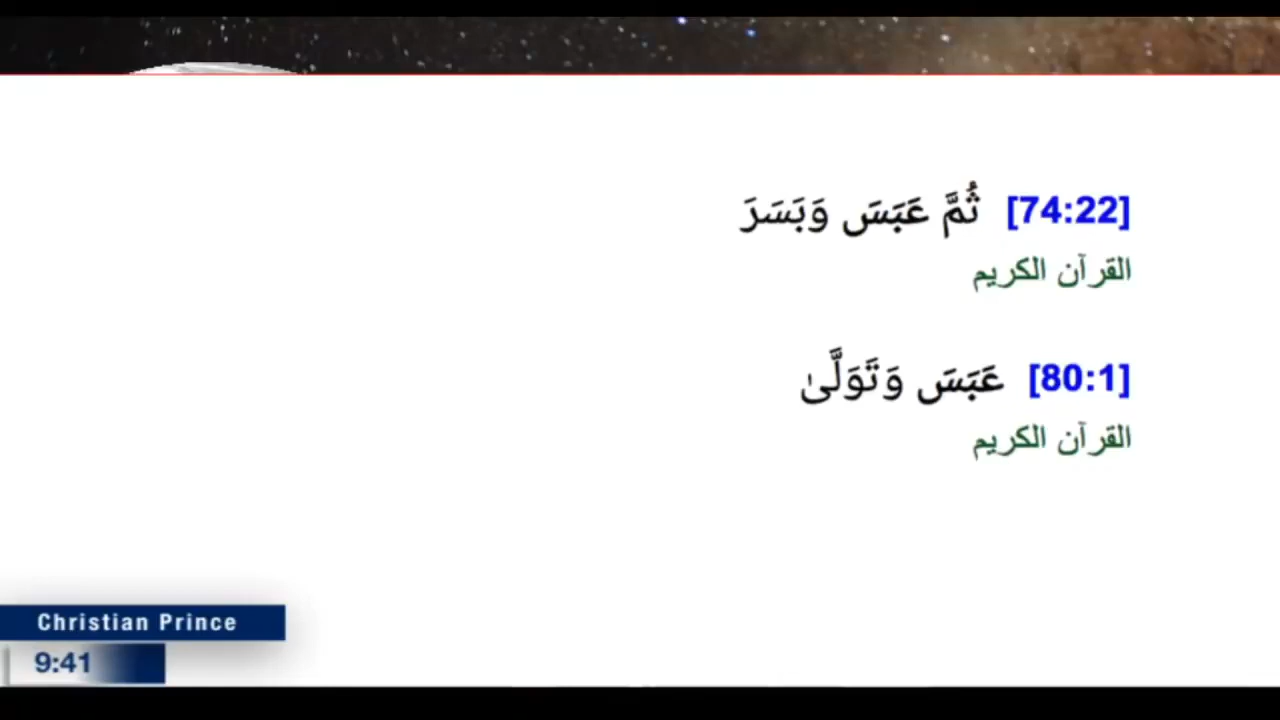 [74:22] ثُمَّ عَبَسَ وَبَسَرَ
القرآن الكريم
[80:1] عَبَسَ وَتَوَلَّىٰ
القرآن الكريم
Christian Prince
9:41